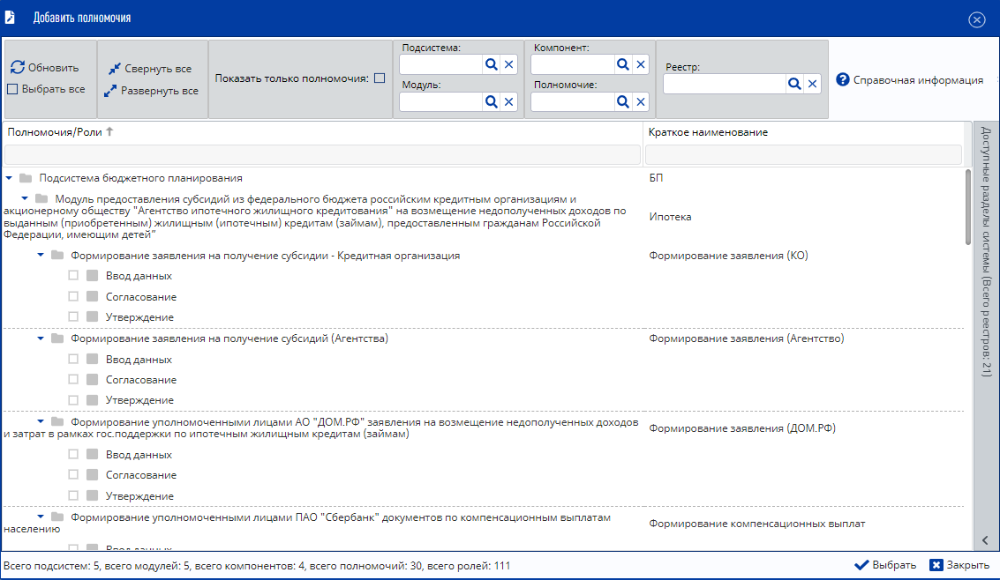 Добавить полномочия
Обновить
Выбрать все
Свернуть все
Развернуть все
Показать только полномочия:
Подсистема:
Модуль:
Компонент:
Полномочие:
Реестр:
Справочная информация
Полномочия/Роли
Краткое наименование
Подсистема бюджетного планирования
БП
Модуль предоставления субсидий из федерального бюджета российским кредитным организациям и
акционерному обществу "Агентство ипотечного жилищного кредитования" на возмещение недополученных доходов по
выданным (приобретенным) жилищным (ипотечным) кредитам (займам), предоставленным гражданам Российской
Федерации, имеющим детей”
Ипотека
Формирование заявления на получение субсидии - Кредитная организация
Формирование заявления (КО)
Ввод данных
Согласование
Утверждение
Формирование заявления на получение субсидий (Агентства)
Формирование заявления (Агентство)
Ввод данных
Согласование
Утверждение
Формирование уполномоченными лицами АО "ДОМ.РФ" заявления на возмещение недополученных доходов
и затрат в рамках гос.поддержки по ипотечным жилищным кредитам (займам)
Формирование заявления (ДОМ.РФ)
Ввод данных
Согласование
Утверждение
Формирование уполномоченными лицами ПАО "Сбербанк" документов по компенсационным выплатам
населению
Формирование компенсационных выплат
Ввод данных
Доступные разделы системы (Всего реестров: 21)
Всего подсистем: 5, всего модулей: 5, всего компонентов: 4, всего полномочий: 30, всего ролей: 111
Выбрать
Закрыть